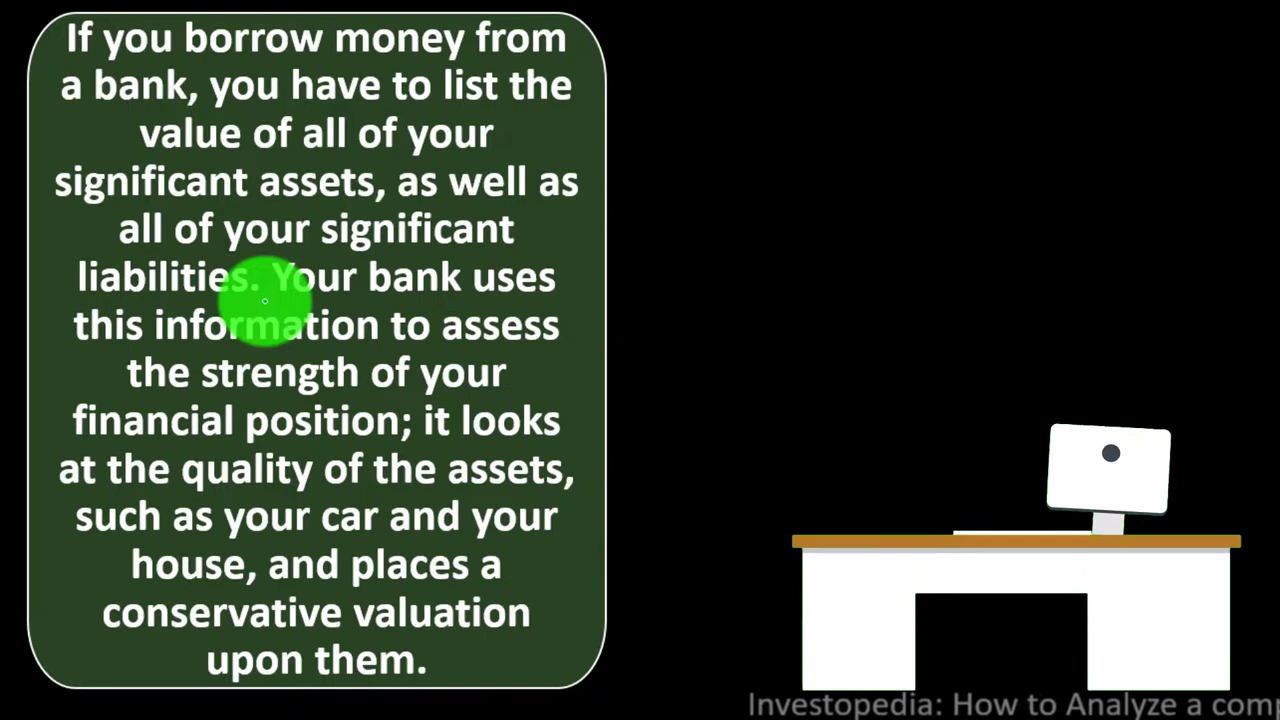 If you borrow money from
a bank, you have to list the
value of all of your
significant assets, as well as
all of your significant
liabilities. Your bank uses
this information to assess
the strength of your
financial position; it looks
at the quality of the assets,
such as your car and your
house, and places a
conservative valuation
upon them.
Investopedia: How to Analyze a